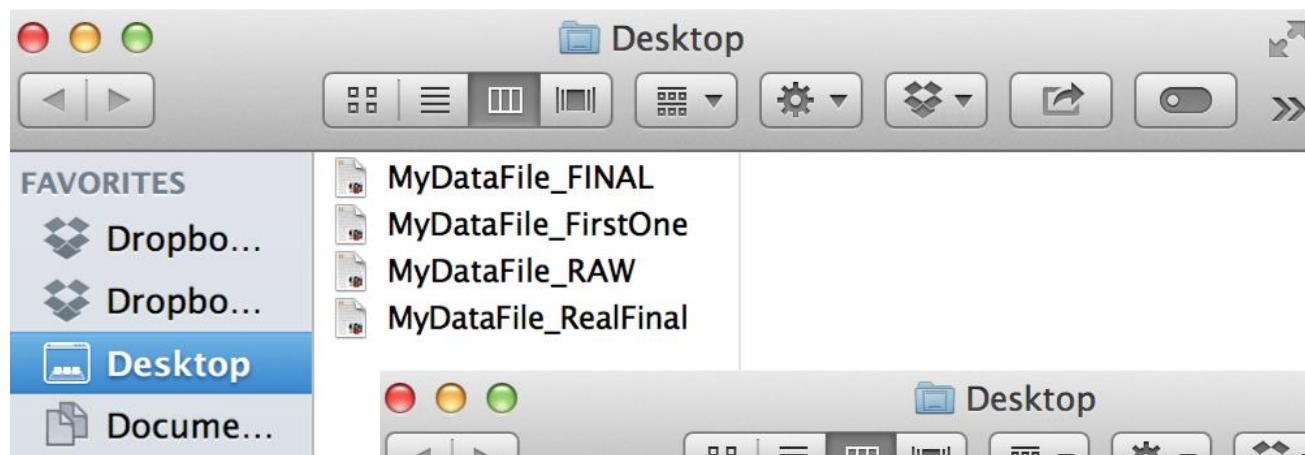 Desktop
FAVORITES
Dropbo...
Dropbo...
Desktop
Docume...
MyDataFile_FINAL
MyDataFile_FirstOne
MyDataFile_RAW
MyDataFile_RealFinal
Desktop